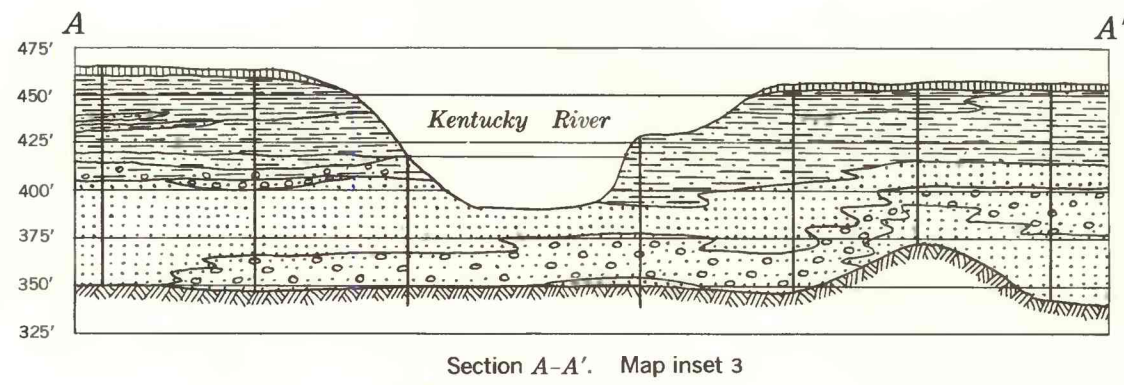 A A'
475'
450'
Kentucky River
425'
400'
375'
350'
325'
Section A–A'. Map inset 3